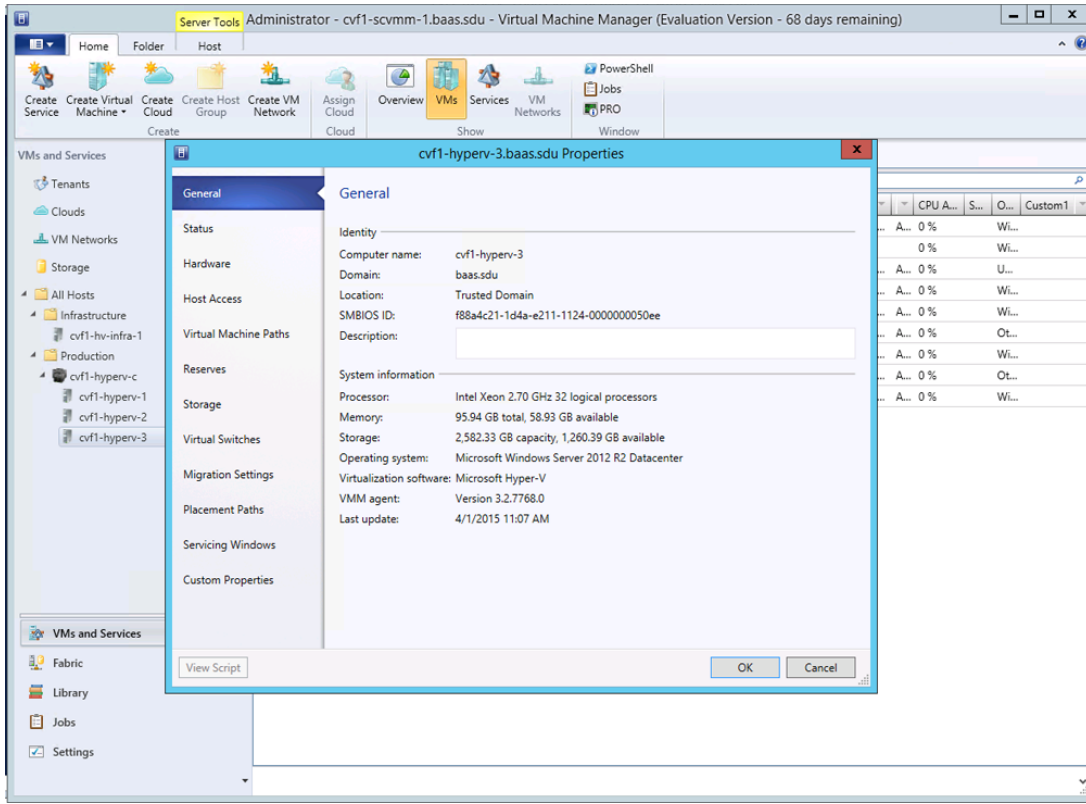 Server Tools Administrator - cvf1-scvmm-1.baas.sdu - Virtual Machine Manager (Evaluation Version - 68 days remaining)
Home Folder Host
Create Service
Create Virtual Machine
Create Cloud
Create Host Group
Create VM Network
Assign Cloud
Overview
VMs
Services
VM Networks
PowerShell
Jobs
PRO
Create Cloud Show Window
VMs and Services
Tenants
Clouds
VM Networks
Storage
All Hosts
Infrastructure
cvf1-hv-infra-1
Production
cvf1-hyperv-c
cvf1-hyperv-1
cvf1-hyperv-2
cvf1-hyperv-3
VMs and Services
Fabric
Library
Jobs
Settings
cvf1-hyperv-3.baas.sdu Properties
General
Status
Hardware
Host Access
Virtual Machine Paths
Reserves
Storage
Virtual Switches
Migration Settings
Placement Paths
Servicing Windows
Custom Properties
General
Identity
Computer name: cvf1-hyperv-3
Domain: baas.sdu
Location: Trusted Domain
SMBIOS ID: f88a4c21-1d4a-e211-1124-0000000050ee
Description:
System information
Processor: Intel Xeon 2.70 GHz 32 logical processors
Memory: 95.94 GB total, 58.93 GB available
Storage: 2,582.33 GB capacity, 1,260.39 GB available
Operating system: Microsoft Windows Server 2012 R2 Datacenter
Virtualization software: Microsoft Hyper-V
VMM agent: Version 3.2.7768.0
Last update: 4/1/2015 11:07 AM
View Script OK Cancel
CPU A... S... O... Custom1
... A... 0 % Wi...
0 % Wi...
... A... 0 % U...
... A... 0 % Wi...
... A... 0 % Wi...
... A... 0 % Ot...
... A... 0 % Wi...
... A... 0 % Ot...
... A... 0 % Wi...